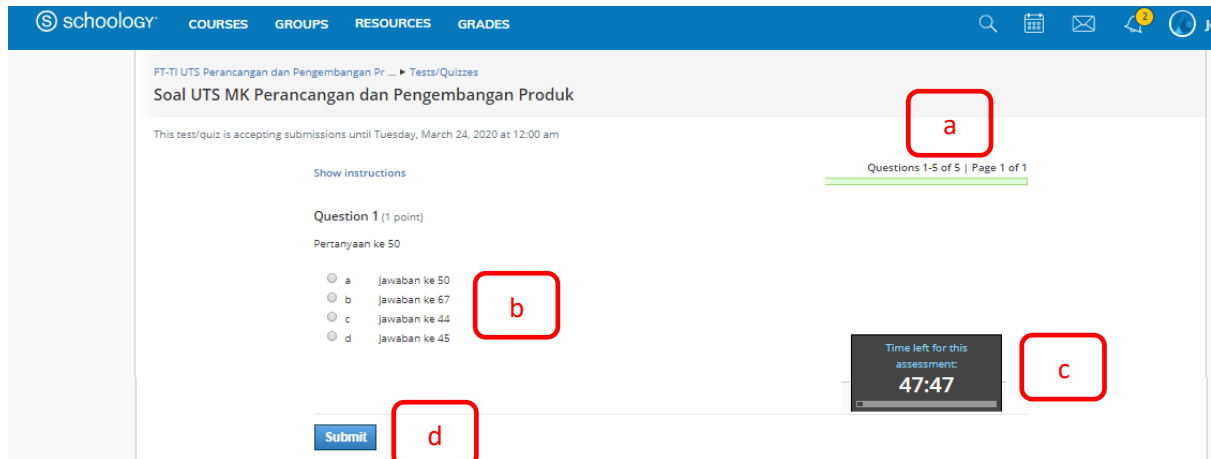 schoology COURSES GROUPS RESOURCES GRADES 2
FT-TI UTS Perancangan dan Pengembangan Pr ... ▸ Tests/Quizzes
Soal UTS MK Perancangan dan Pengembangan Produk
This test/quiz is accepting submissions until Tuesday, March 24, 2020 at 12:00 am
a
Show instructions
Questions 1-5 of 5 | Page 1 of 1
Question 1 (1 point)
Pertanyaan ke 50
a Jawaban ke 50
b Jawaban ke 67
c Jawaban ke 44
d Jawaban ke 45
b
Time left for this
assessment:
47:47
c
Submit
d